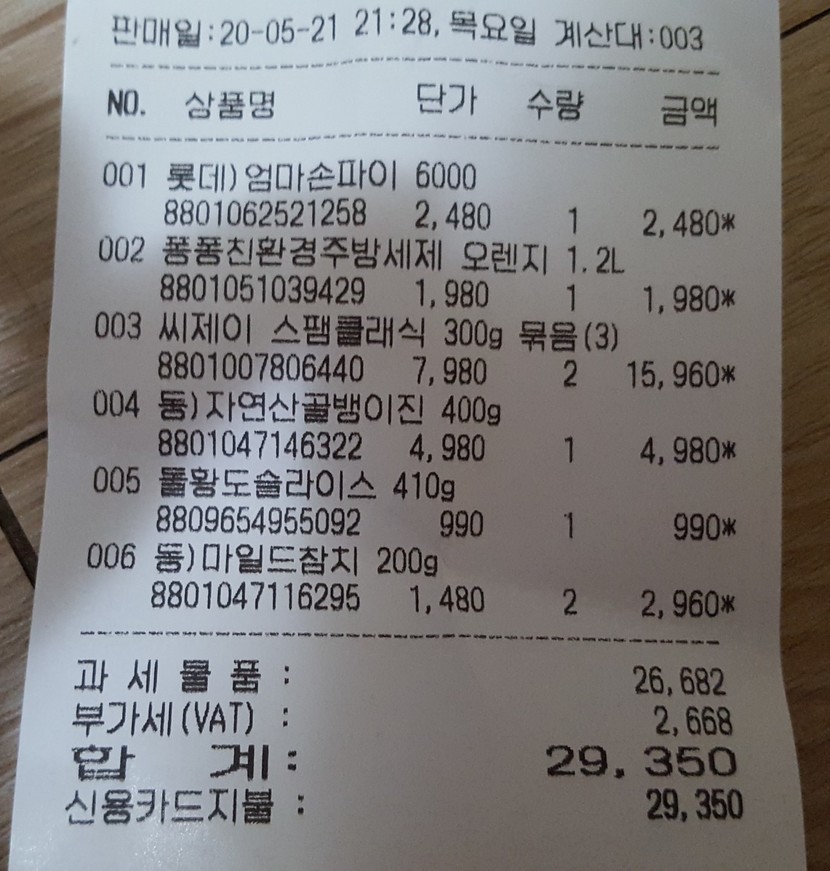 판매일:20-05-21 21:28, 목요일 계산대:003
NO. 상품명 단가 수량 금액
001 롯데)엄마손파이 6000
8801062521258 2,480 1 2,480*
002 퐁퐁친환경주방세제 오렌지 1.2L
8801051039429 1,980 1 1,980*
003 씨제이 스팸클래식 300g 묶음(3)
8801007806440 7,980 2 15,960*
004 동)자연산골뱅이진 400g
8801047146322 4,980 1 4,980*
005 돌황도슬라이스 410g
8809654955092 990 1 990*
006 동)마일드참치 200g
8801047116295 1,480 2 2,960*
과 세 물 품 : 26,682
부가세(VAT) : 2,668
합 계: 29,350
신용카드지불 : 29,350